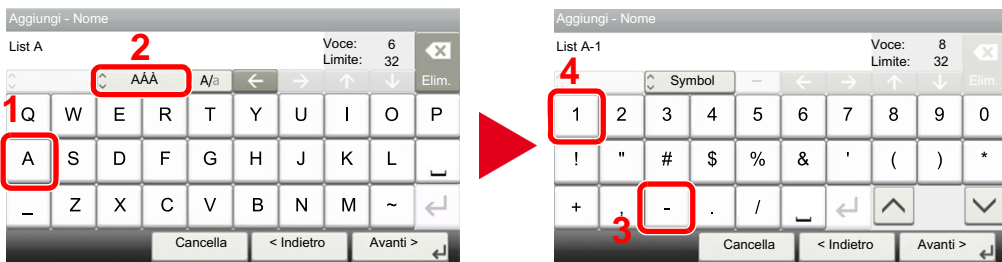 Aggiungi - Nome
List A
2
Voce: 6
Limite: 32
AÁÀ
A/a
Elim.
1
Q W E R T Y U I O P
A S D F G H J K L
_ Z X C V B N M ~
Cancella
< Indietro
Avanti >
Aggiungi - Nome
List A-1
4
Voce: 8
Limite: 32
Symbol
Elim.
1 2 3 4 5 6 7 8 9 0
! " # $ % & ' ( ) *
+ , - . /
3
Cancella
< Indietro
Avanti >